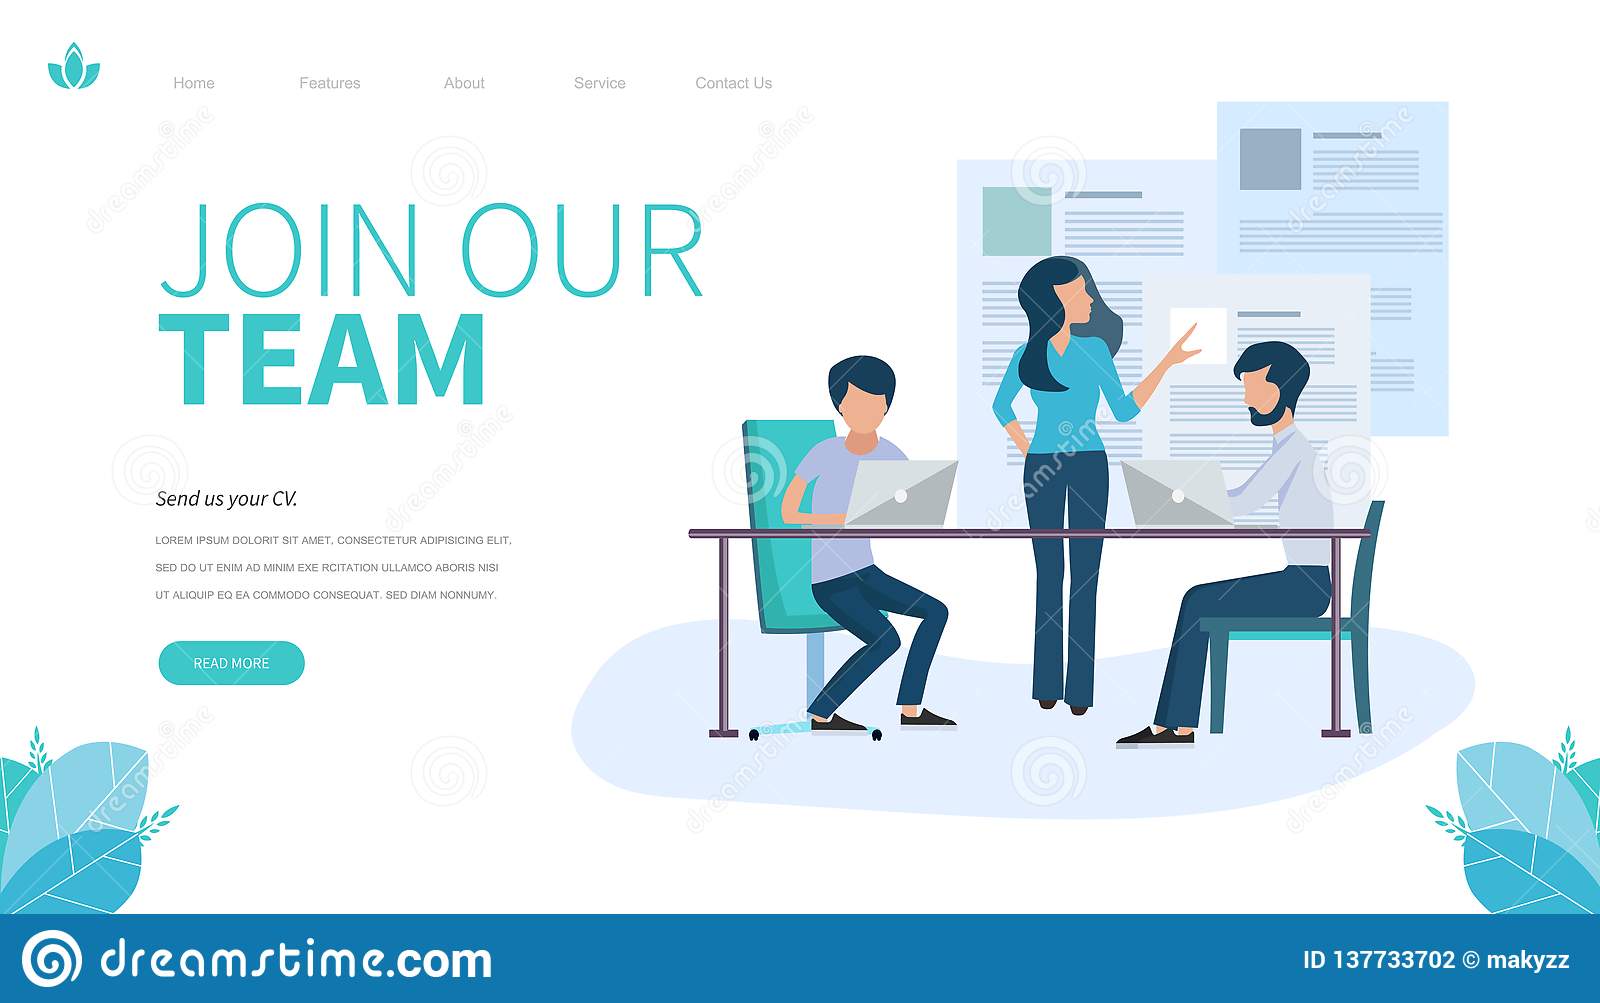 Home Features About Service Contact Us
JOIN OUR
TEAM
Send us your CV.
LOREM IPSUM DOLORIT SIT AMET, CONSECTETUR ADIPISICING ELIT,
SED DO UT ENIM AD MINIM EXE RCITATION ULLAMCO ABORIS NISI
UT ALIQUIP EQ EA COMMODO CONSEQUAT. SED DIAM NONNUMY.
READ MORE
dreamstime.com
ID 137733702 © makyzz